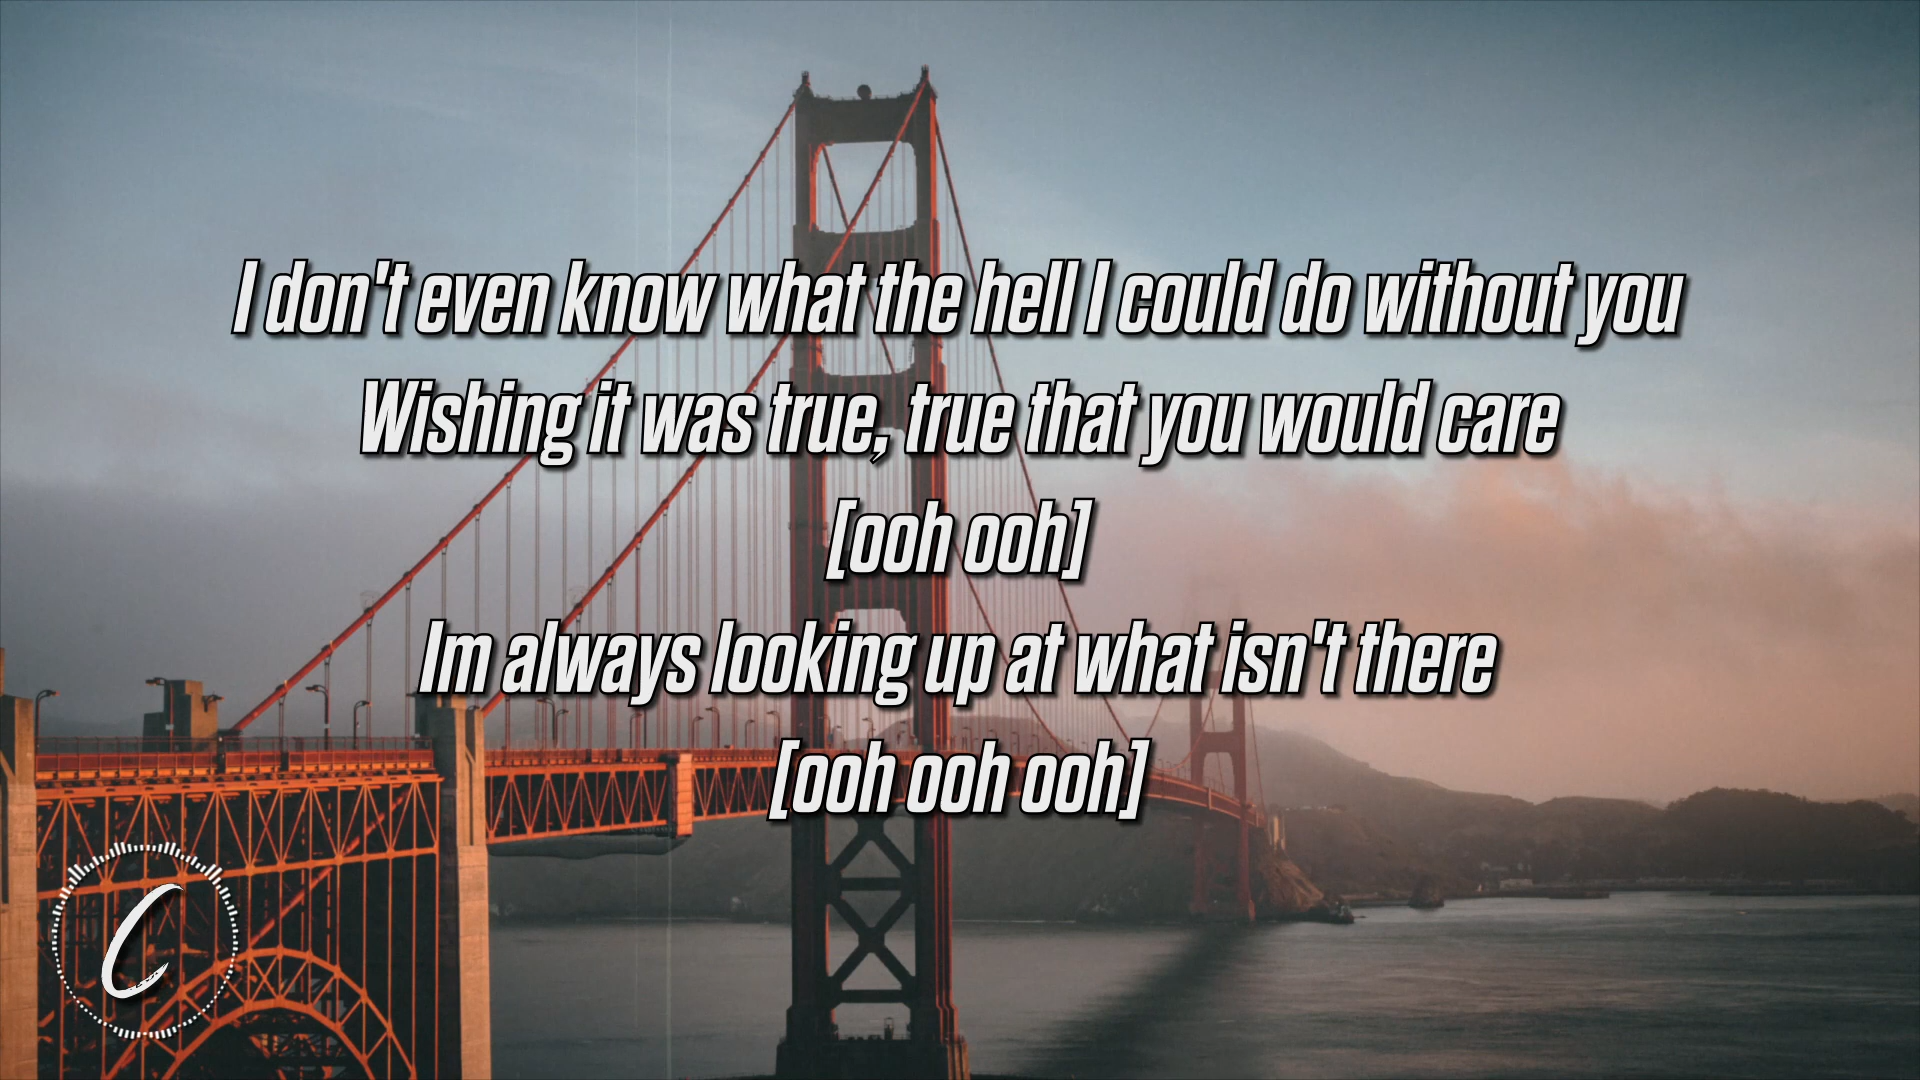 I don't even know what the hell I could do without you
Wishing it was true, true that you would care
[ooh ooh]
Im always looking up at what isn't there
[ooh ooh ooh]
C